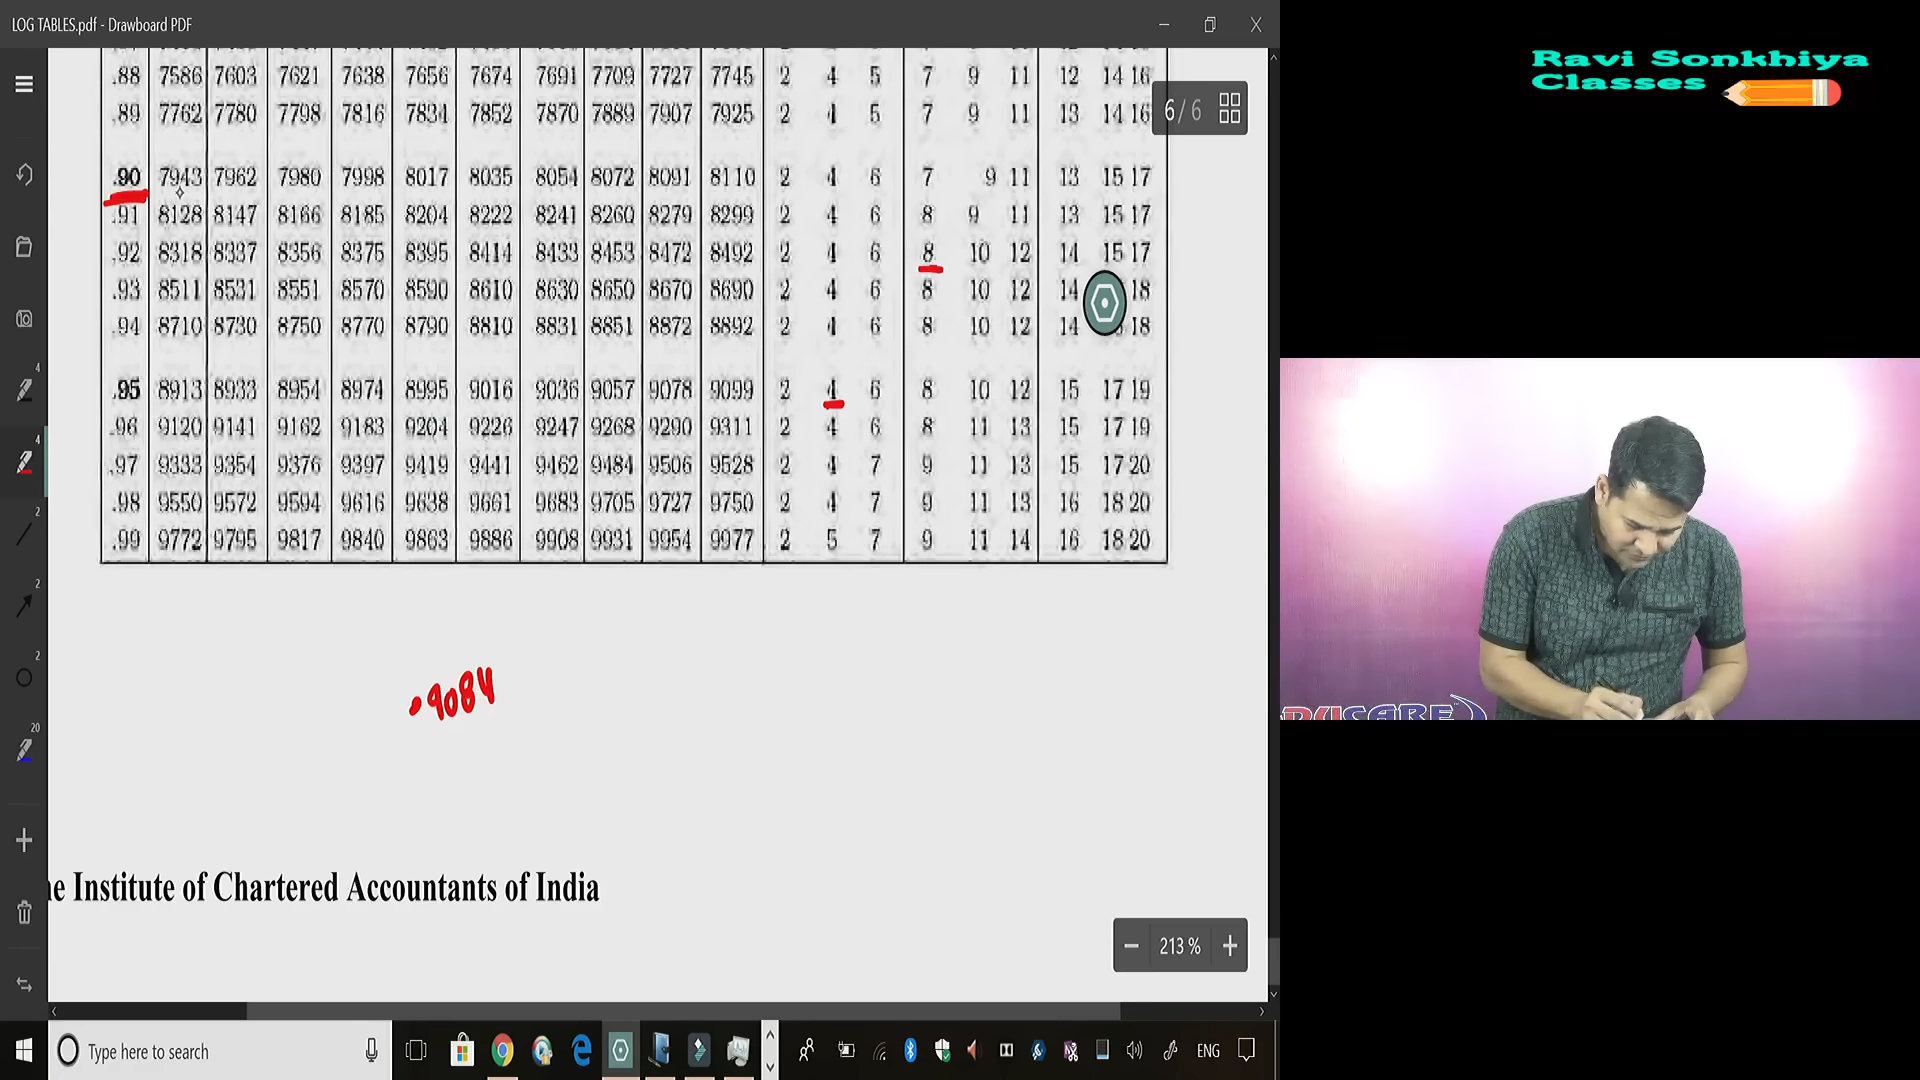 LOG TABLES.pdf - Drawboard PDF
Ravi Sonkhiya
Classes
.88 7586 7603 7621 7638 7656 7674 7691 7709 7727 7745 2 4 5 7 9 11 12 14 16
.89 7762 7780 7798 7816 7834 7852 7870 7889 7907 7925 2 4 5 7 9 11 13 14 16
6 / 6
.90 7943 7962 7980 7998 8017 8035 8054 8072 8091 8110 2 4 6 7 9 11 13 15 17
.91 8128 8147 8166 8185 8204 8222 8241 8260 8279 8299 2 4 6 8 9 11 13 15 17
.92 8318 8337 8356 8375 8395 8414 8433 8453 8472 8492 2 4 6 8 10 12 14 15 17
.93 8511 8531 8551 8570 8590 8610 8630 8650 8670 8690 2 4 6 8 10 12 14 18
.94 8710 8730 8750 8770 8790 8810 8831 8851 8872 8892 2 4 6 8 10 12 14 18
.95 8913 8933 8954 8974 8995 9016 9036 9057 9078 9099 2 4 6 8 10 12 15 17 19
.96 9120 9141 9162 9183 9204 9226 9247 9268 9290 9311 2 4 6 8 11 13 15 17 19
.97 9333 9354 9376 9397 9419 9441 9462 9484 9506 9528 2 4 7 9 11 13 15 17 20
.98 9550 9572 9594 9616 9638 9661 9683 9705 9727 9750 2 4 7 9 11 13 16 18 20
.99 9772 9795 9817 9840 9863 9886 9908 9931 9954 9977 2 5 7 9 11 14 16 18 20
4
4
2
2
2
20
.9084
Institute of Chartered Accountants of India
213 %
Type here to search
ENG